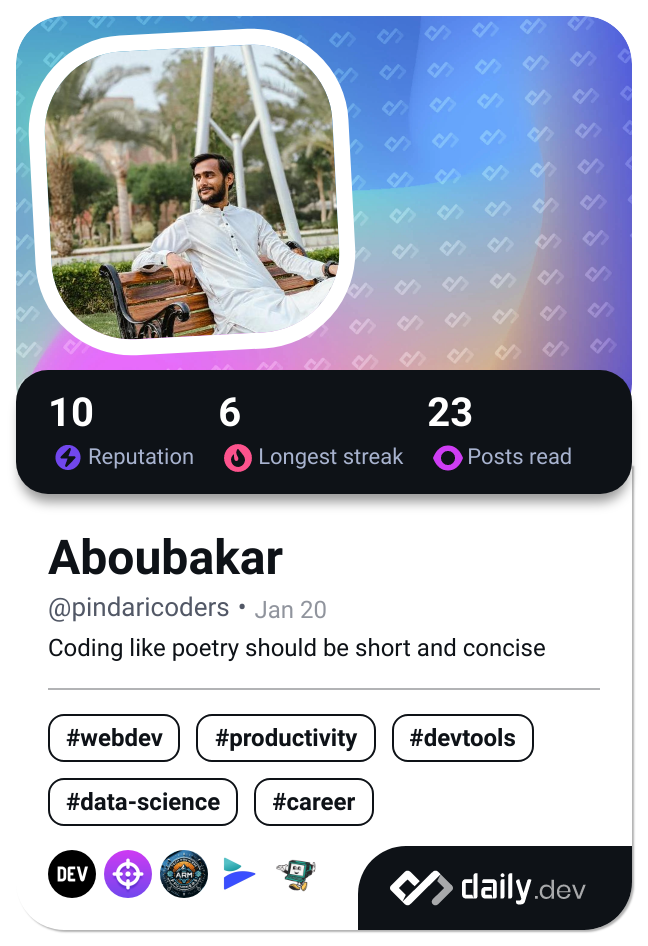 10 6 23
Reputation Longest streak Posts read
Aboubakar
@pindaricoders • Jan 20
Coding like poetry should be short and concise
#webdev #productivity #devtools
#data-science #career
DEV ARM daily.dev